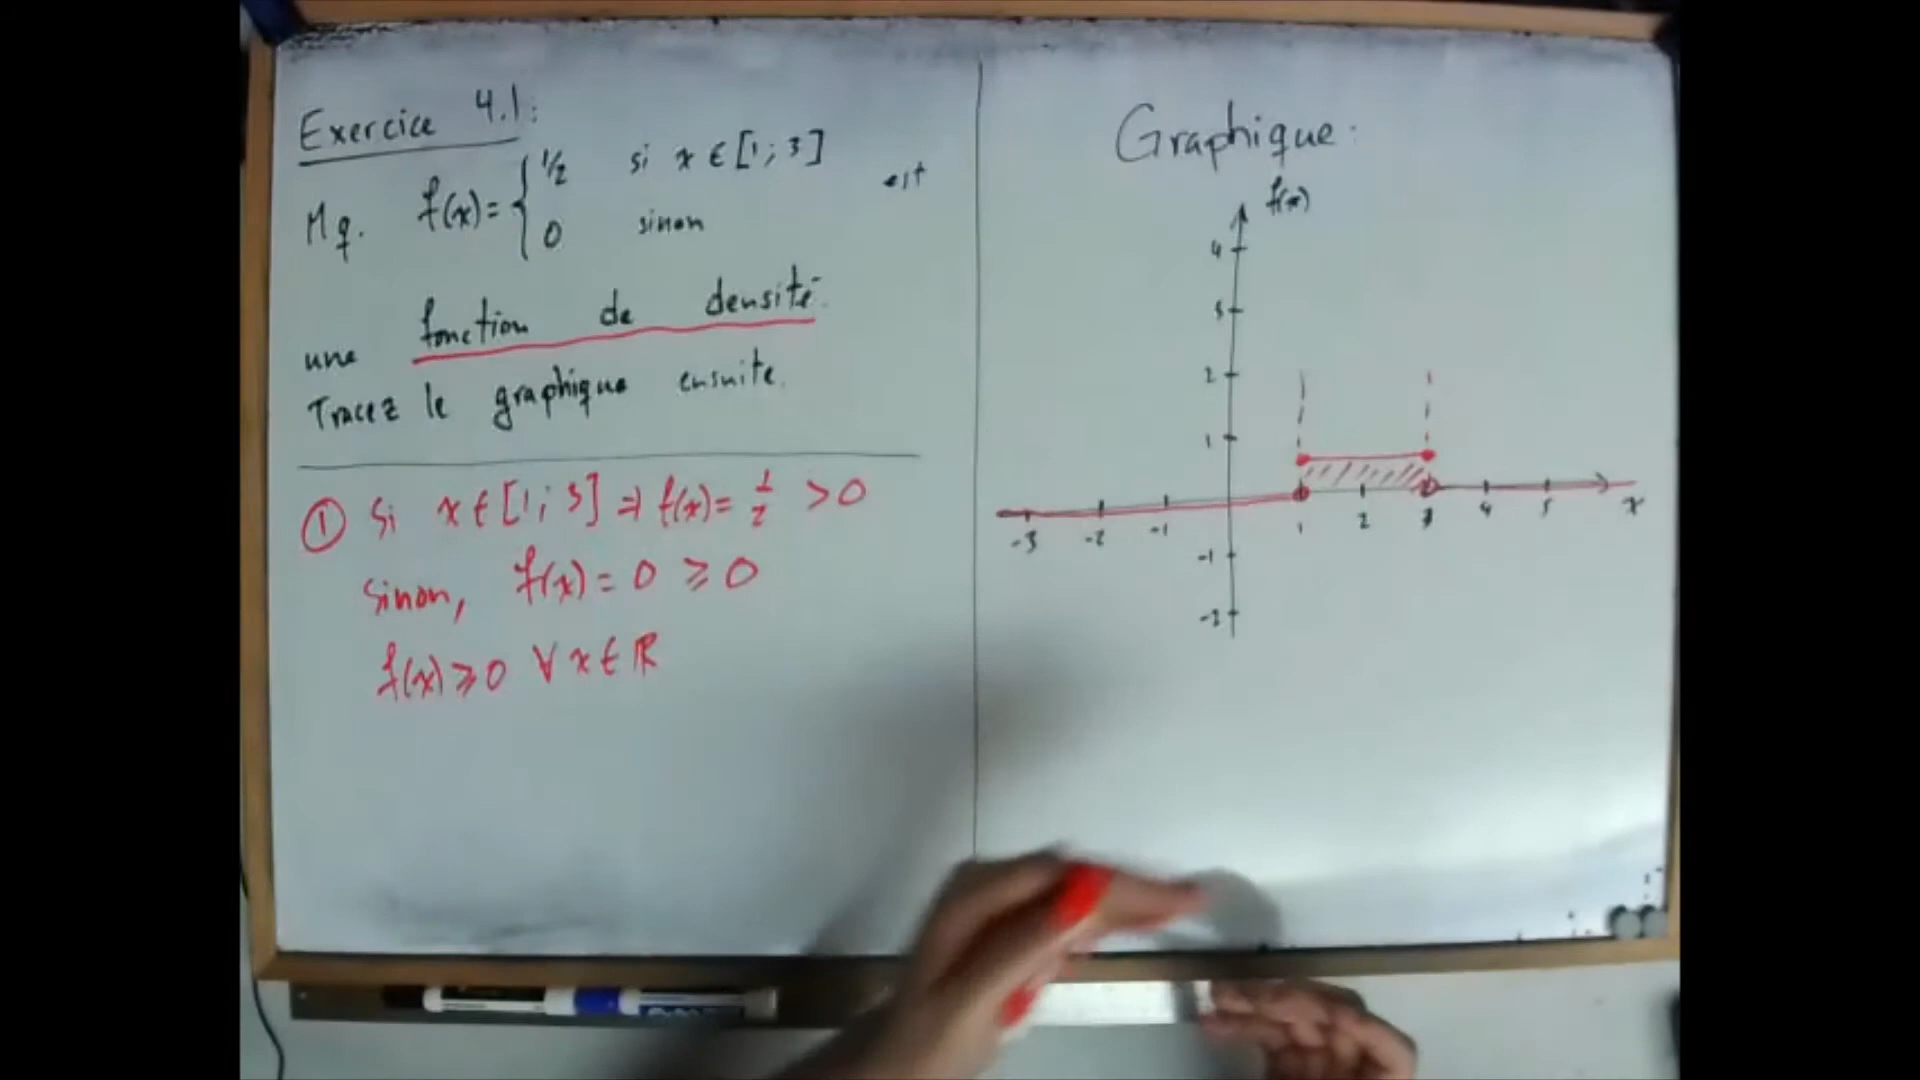 Exercice 4.1:
Mq. f(x) = { 1/2 si x ∈ [1; 3] est
0 sinon
une fonction de densité.
Tracez le graphique ensuite.
① Si x ∈ [1; 3] ⇒ f(x) = 1/2 > 0
Sinon, f(x) = 0 ⩾ 0
f(x) ⩾ 0 ∀ x ∈ ℝ
Graphique:
f(x)
4
3
2
1
-3 -2 -1 1 2 3 4 5 x
-1
-2